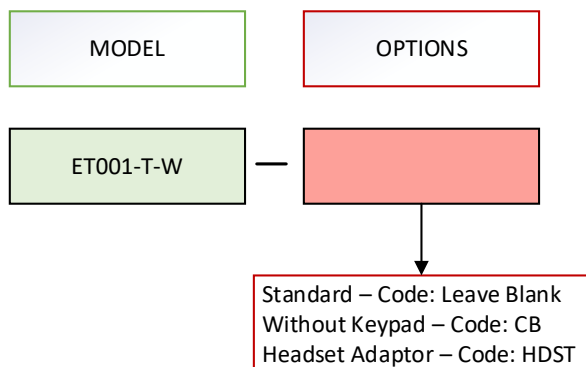 MODEL
OPTIONS
ET001-T-W
Standard – Code: Leave Blank
Without Keypad – Code: CB
Headset Adaptor – Code: HDST